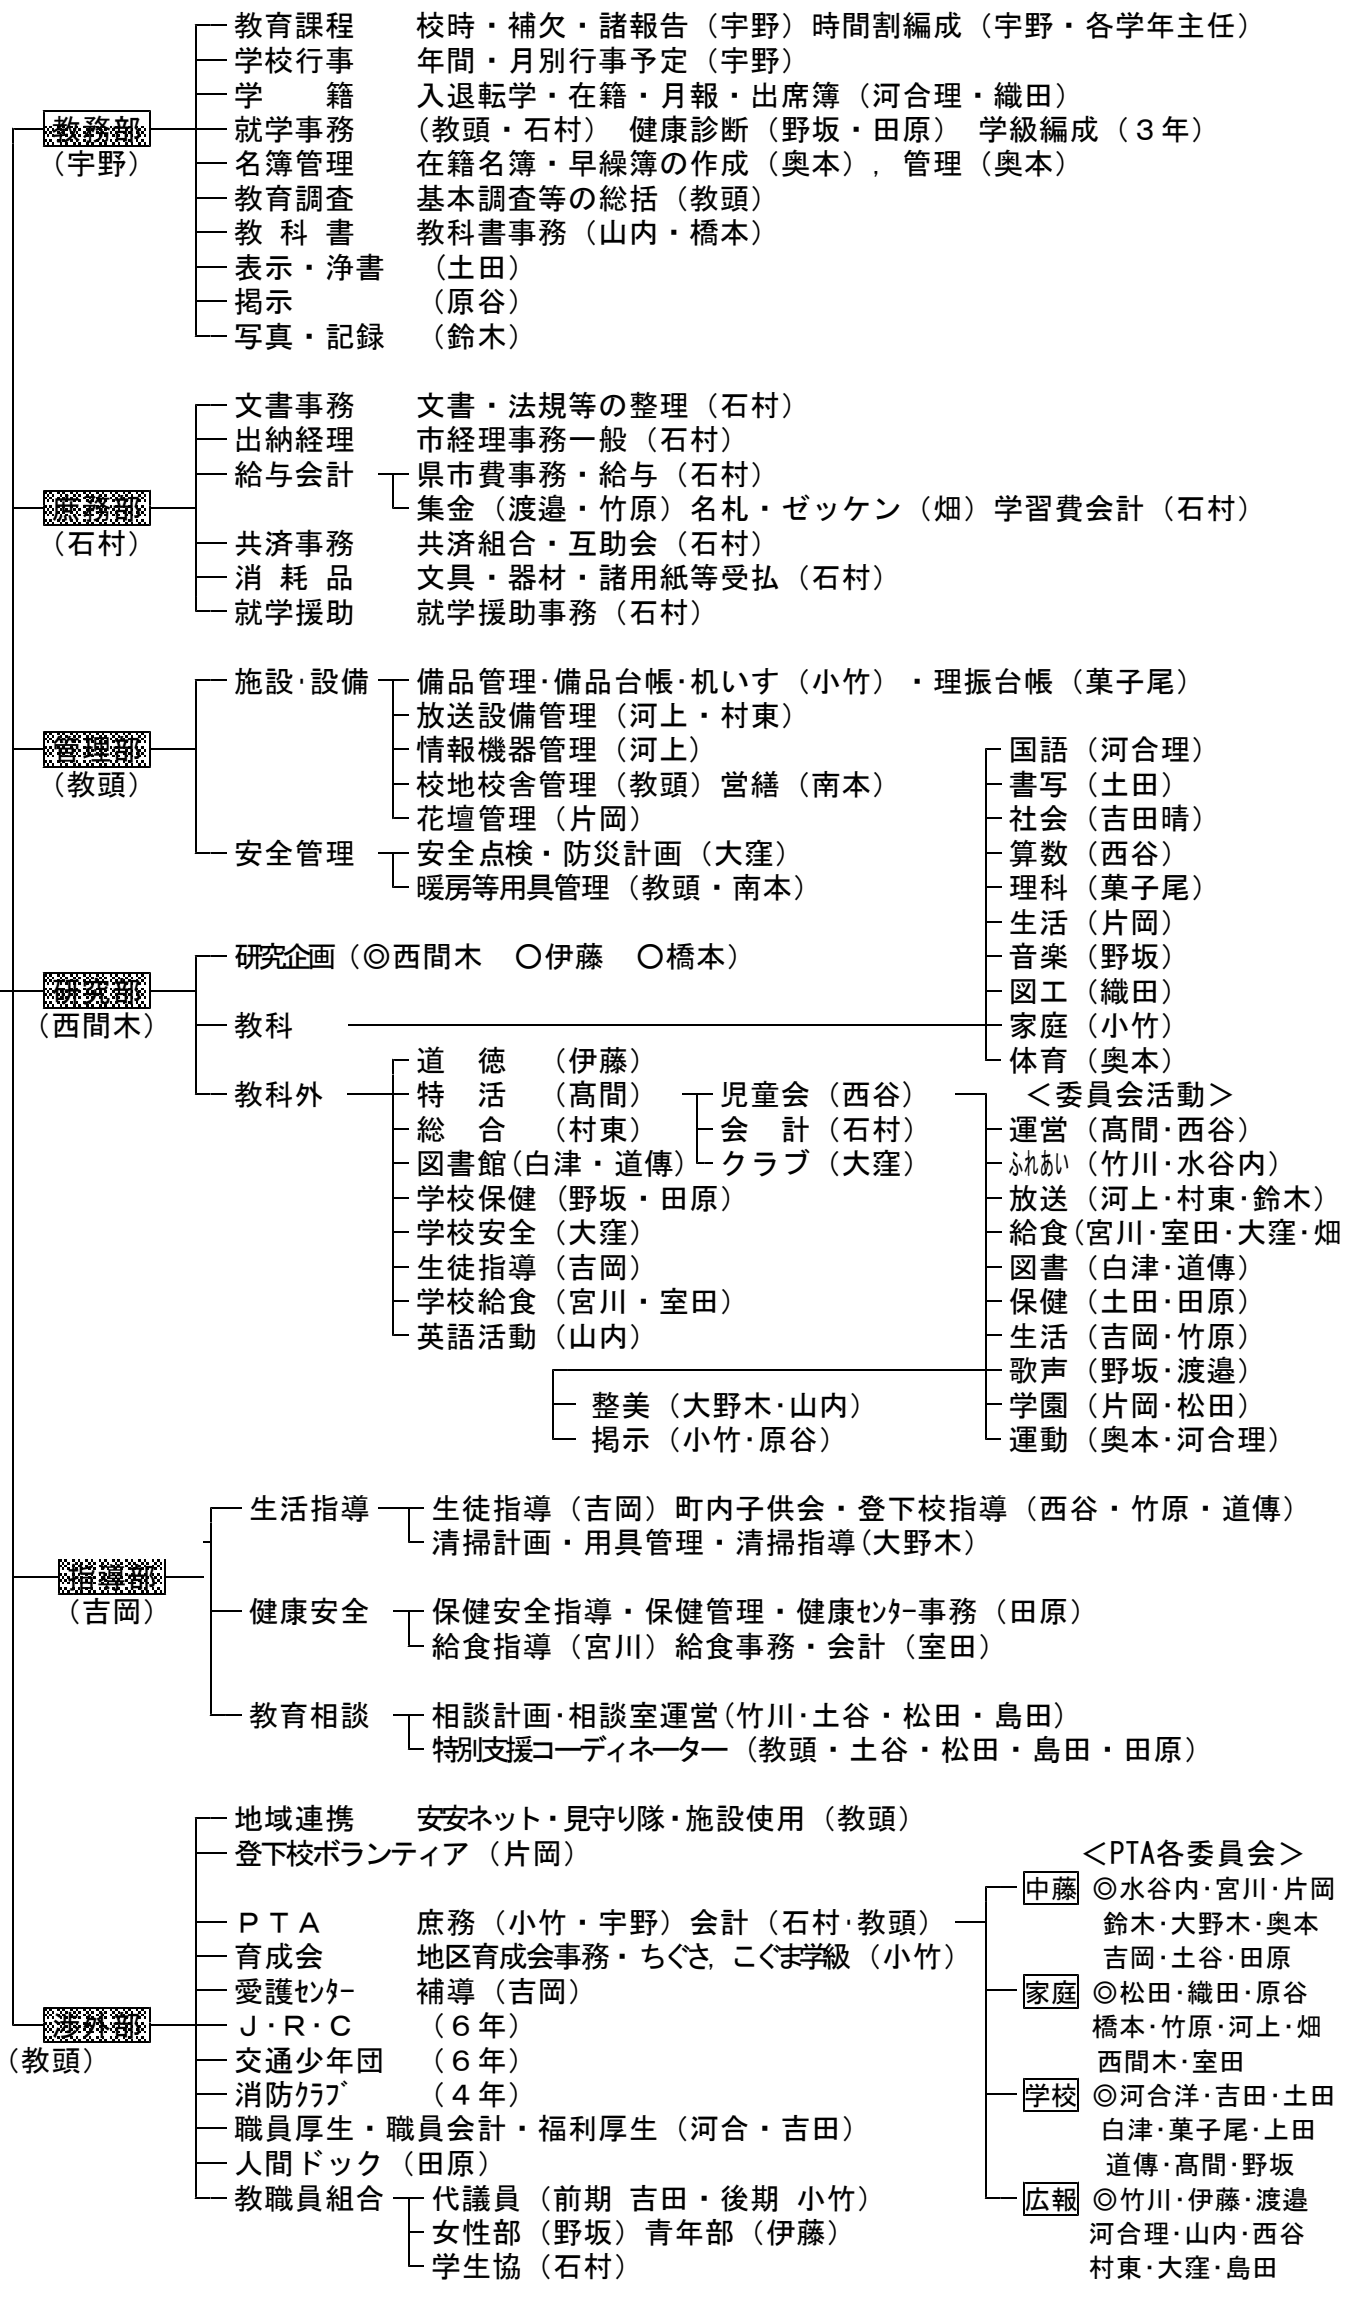 教育課程　校時・補欠・諸報告（宇野）時間割編成（宇野・各学年主任）
学校行事　年間・月別行事予定（宇野）
学　　籍　入退転学・在籍・月報・出席簿（河合理・織田）
教務部　就学事務　（教頭・石村）　健康診断（野坂・田原）　学級編成（３年）
（宇野）　名簿管理　在籍名簿・早繰簿の作成（奥本），管理（奥本）
教育調査　基本調査等の総括（教頭）
教 科 書　教科書事務（山内・橋本）
表示・浄書　（土田）
掲示　（原谷）
写真・記録　（鈴木）
文書事務　文書・法規等の整理（石村）
出納経理　市経理事務一般（石村）
給与会計　県市費事務・給与（石村）
庶務部　集金（渡邉・竹原）名札・ゼッケン（畑）学習費会計（石村）
（石村）　共済事務　共済組合・互助会（石村）
消 耗 品　文具・器材・諸用紙等受払（石村）
就学援助　就学援助事務（石村）
施設・設備　備品管理・備品台帳・机いす（小竹）・理振台帳（菓子尾）
放送設備管理（河上・村東）
管理部　情報機器管理（河上）　国語（河合理）
（教頭）　校地校舎管理（教頭）営繕（南本）　書写（土田）
花壇管理（片岡）　社会（吉田晴）
安全管理　安全点検・防災計画（大窪）　算数（西谷）
暖房等用具管理（教頭・南本）　理科（菓子尾）
生活（片岡）
研究企画（◎西間木　○伊藤　○橋本）　音楽（野坂）
研究部　図工（織田）
（西間木）　教科　家庭（小竹）
道　徳　（伊藤）　体育（奥本）
教科外　特　活　（髙間）　児童会（西谷）　＜委員会活動＞
総　合　（村東）　会　計（石村）　運営（髙間・西谷）
図書館(白津・道傳)　クラブ（大窪）　ふれあい（竹川・水谷内）
学校保健（野坂・田原）　放送（河上・村東・鈴木）
学校安全（大窪）　給食(宮川・室田・大窪・畑
生徒指導（吉岡）　図書（白津・道傳）
学校給食（宮川・室田）　保健（土田・田原）
英語活動（山内）　生活（吉岡・竹原）
歌声（野坂・渡邉）
整美（大野木・山内）　学園（片岡・松田）
掲示（小竹・原谷）　運動（奥本・河合理）
生活指導　生徒指導（吉岡）町内子供会・登下校指導（西谷・竹原・道傳）
清掃計画・用具管理・清掃指導(大野木）
指導部
（吉岡）　健康安全　保健安全指導・保健管理・健康ｾﾝﾀｰ事務（田原）
給食指導（宮川）給食事務・会計（室田）
教育相談　相談計画・相談室運営(竹川・土谷・松田・島田）
特別支援コーディネーター（教頭・土谷・松田・島田・田原）
地域連携　安安ネット・見守り隊・施設使用（教頭）
登下校ボランティア（片岡）　＜PTA各委員会＞
中藤　◎水谷内・宮川・片岡
ＰＴＡ　庶務（小竹・宇野）会計（石村・教頭）　鈴木・大野木・奥本
育成会　地区育成会事務・ちぐさ，こぐま学級（小竹）　吉岡・土谷・田原
愛護ｾﾝﾀｰ　補導（吉岡）　家庭　◎松田・織田・原谷
渉外部　Ｊ・Ｒ・Ｃ　（６年）　橋本・竹原・河上・畑
（教頭）　交通少年団　（６年）　西間木・室田
消防ｸﾗﾌﾞ　（４年）　学校　◎河合洋・吉田・土田
職員厚生・職員会計・福利厚生（河合・吉田）　白津・菓子尾・上田
人間ドック（田原）　道傳・髙間・野坂
教職員組合　代議員（前期 吉田・後期 小竹）　広報　◎竹川・伊藤・渡邉
女性部（野坂）青年部（伊藤）　河合理・山内・西谷
学生協（石村）　村東・大窪・島田